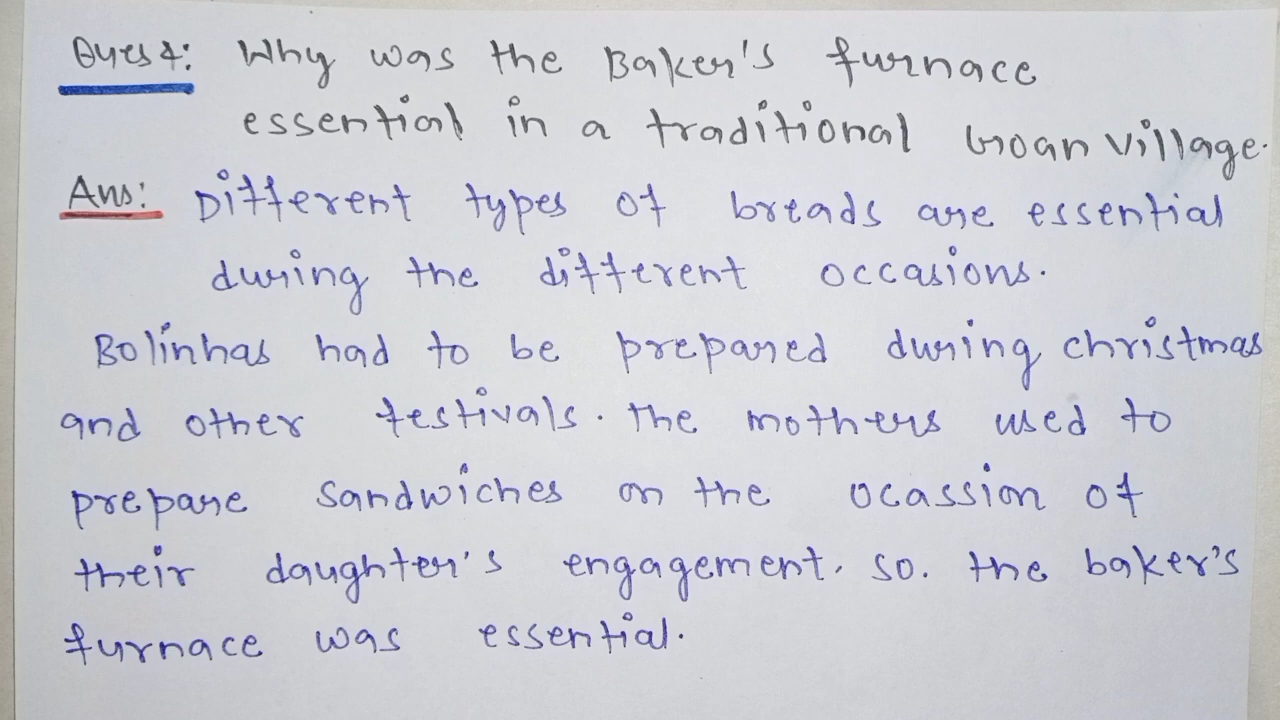 Ques 4: Why was the Baker's furnace
essential in a traditional Goan village.
Ans: Different types of breads are essential
during the different occasions.
Bolinhas had to be prepared during christmas
and other festivals. The mothers used to
prepare sandwiches on the ocassion of
their daughter's engagement. so. the baker's
furnace was essential.